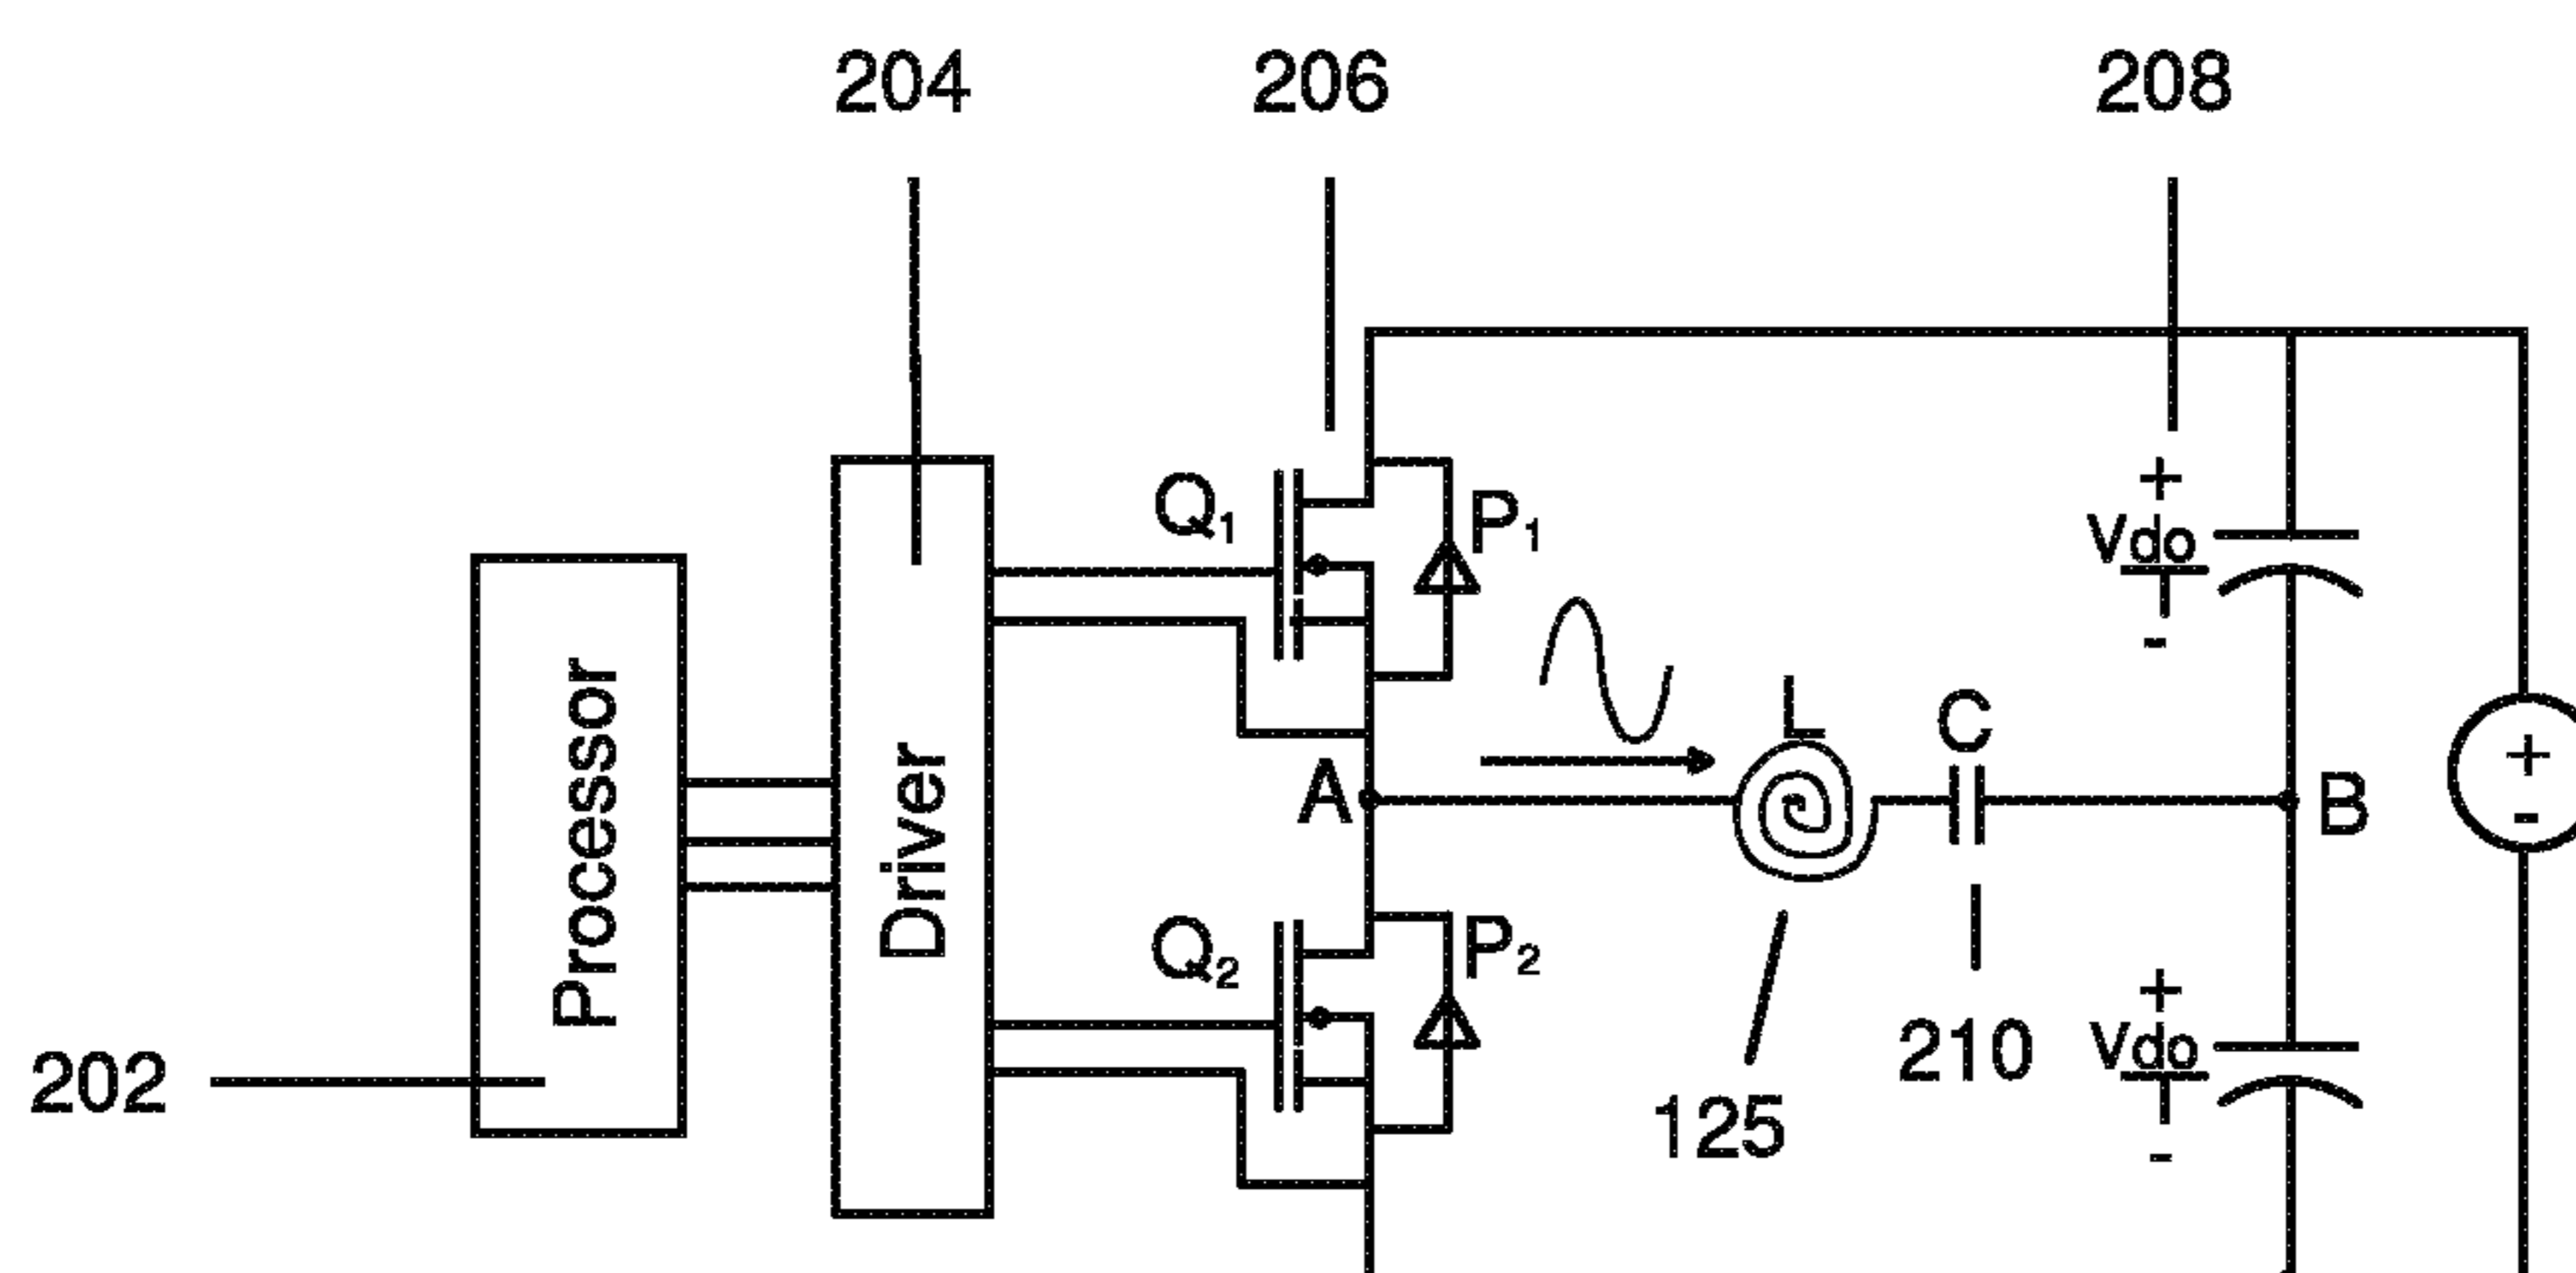 204
206
208
Q1
P1
+
Vdo
-
Processor
Driver
L
C
A
B
+
-
Q2
P2
+
Vdo
-
202
210
125